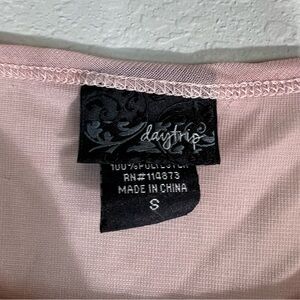 daytrip
100% POLYESTER
RN#114873
MADE IN CHINA
S